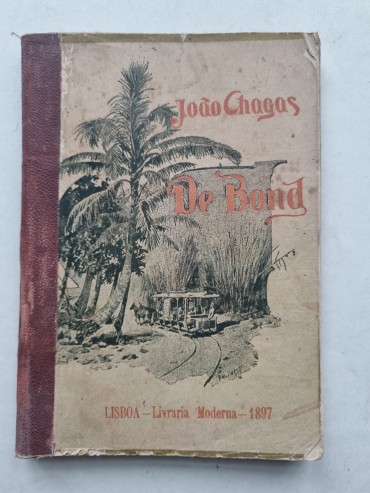 João Chagas
De Bond
LISBOA — Livraria Moderna — 1897